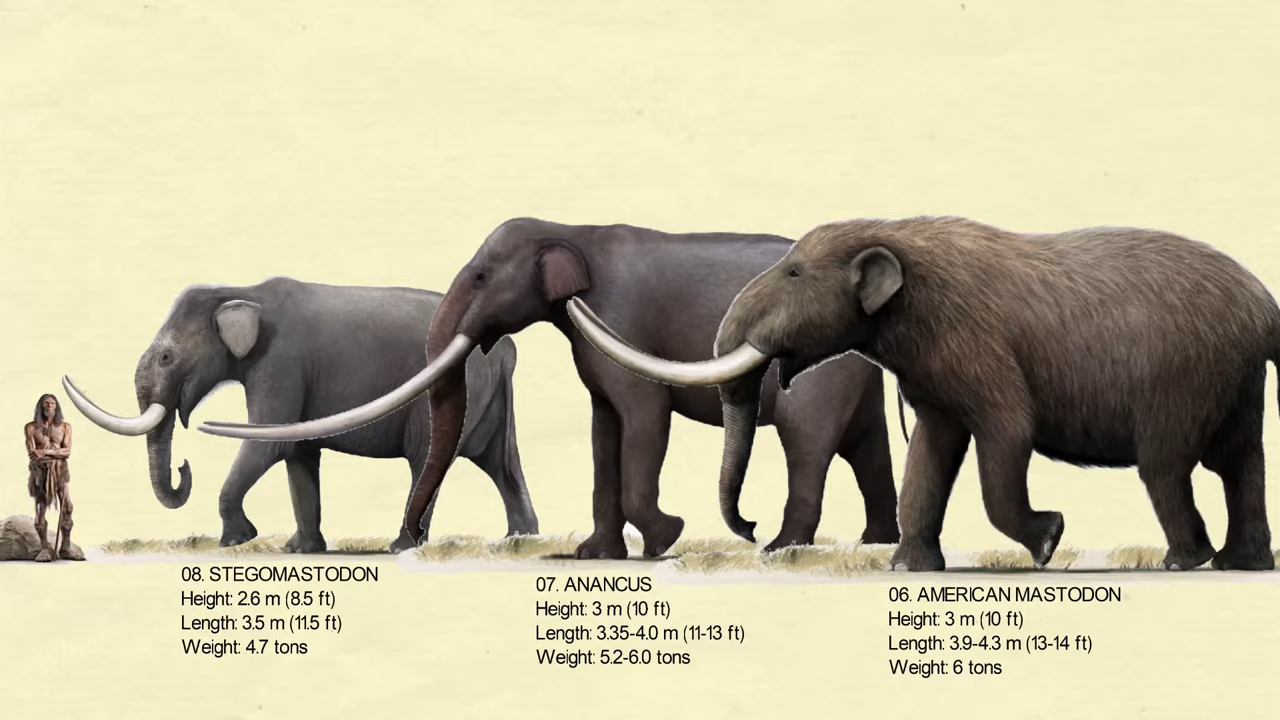 08. STEGOMASTODON
Height: 2.6 m (8.5 ft)
Length: 3.5 m (11.5 ft)
Weight: 4.7 tons
07. ANANCUS
Height: 3 m (10 ft)
Length: 3.35-4.0 m (11-13 ft)
Weight: 5.2-6.0 tons
06. AMERICAN MASTODON
Height: 3 m (10 ft)
Length: 3.9-4.3 m (13-14 ft)
Weight: 6 tons